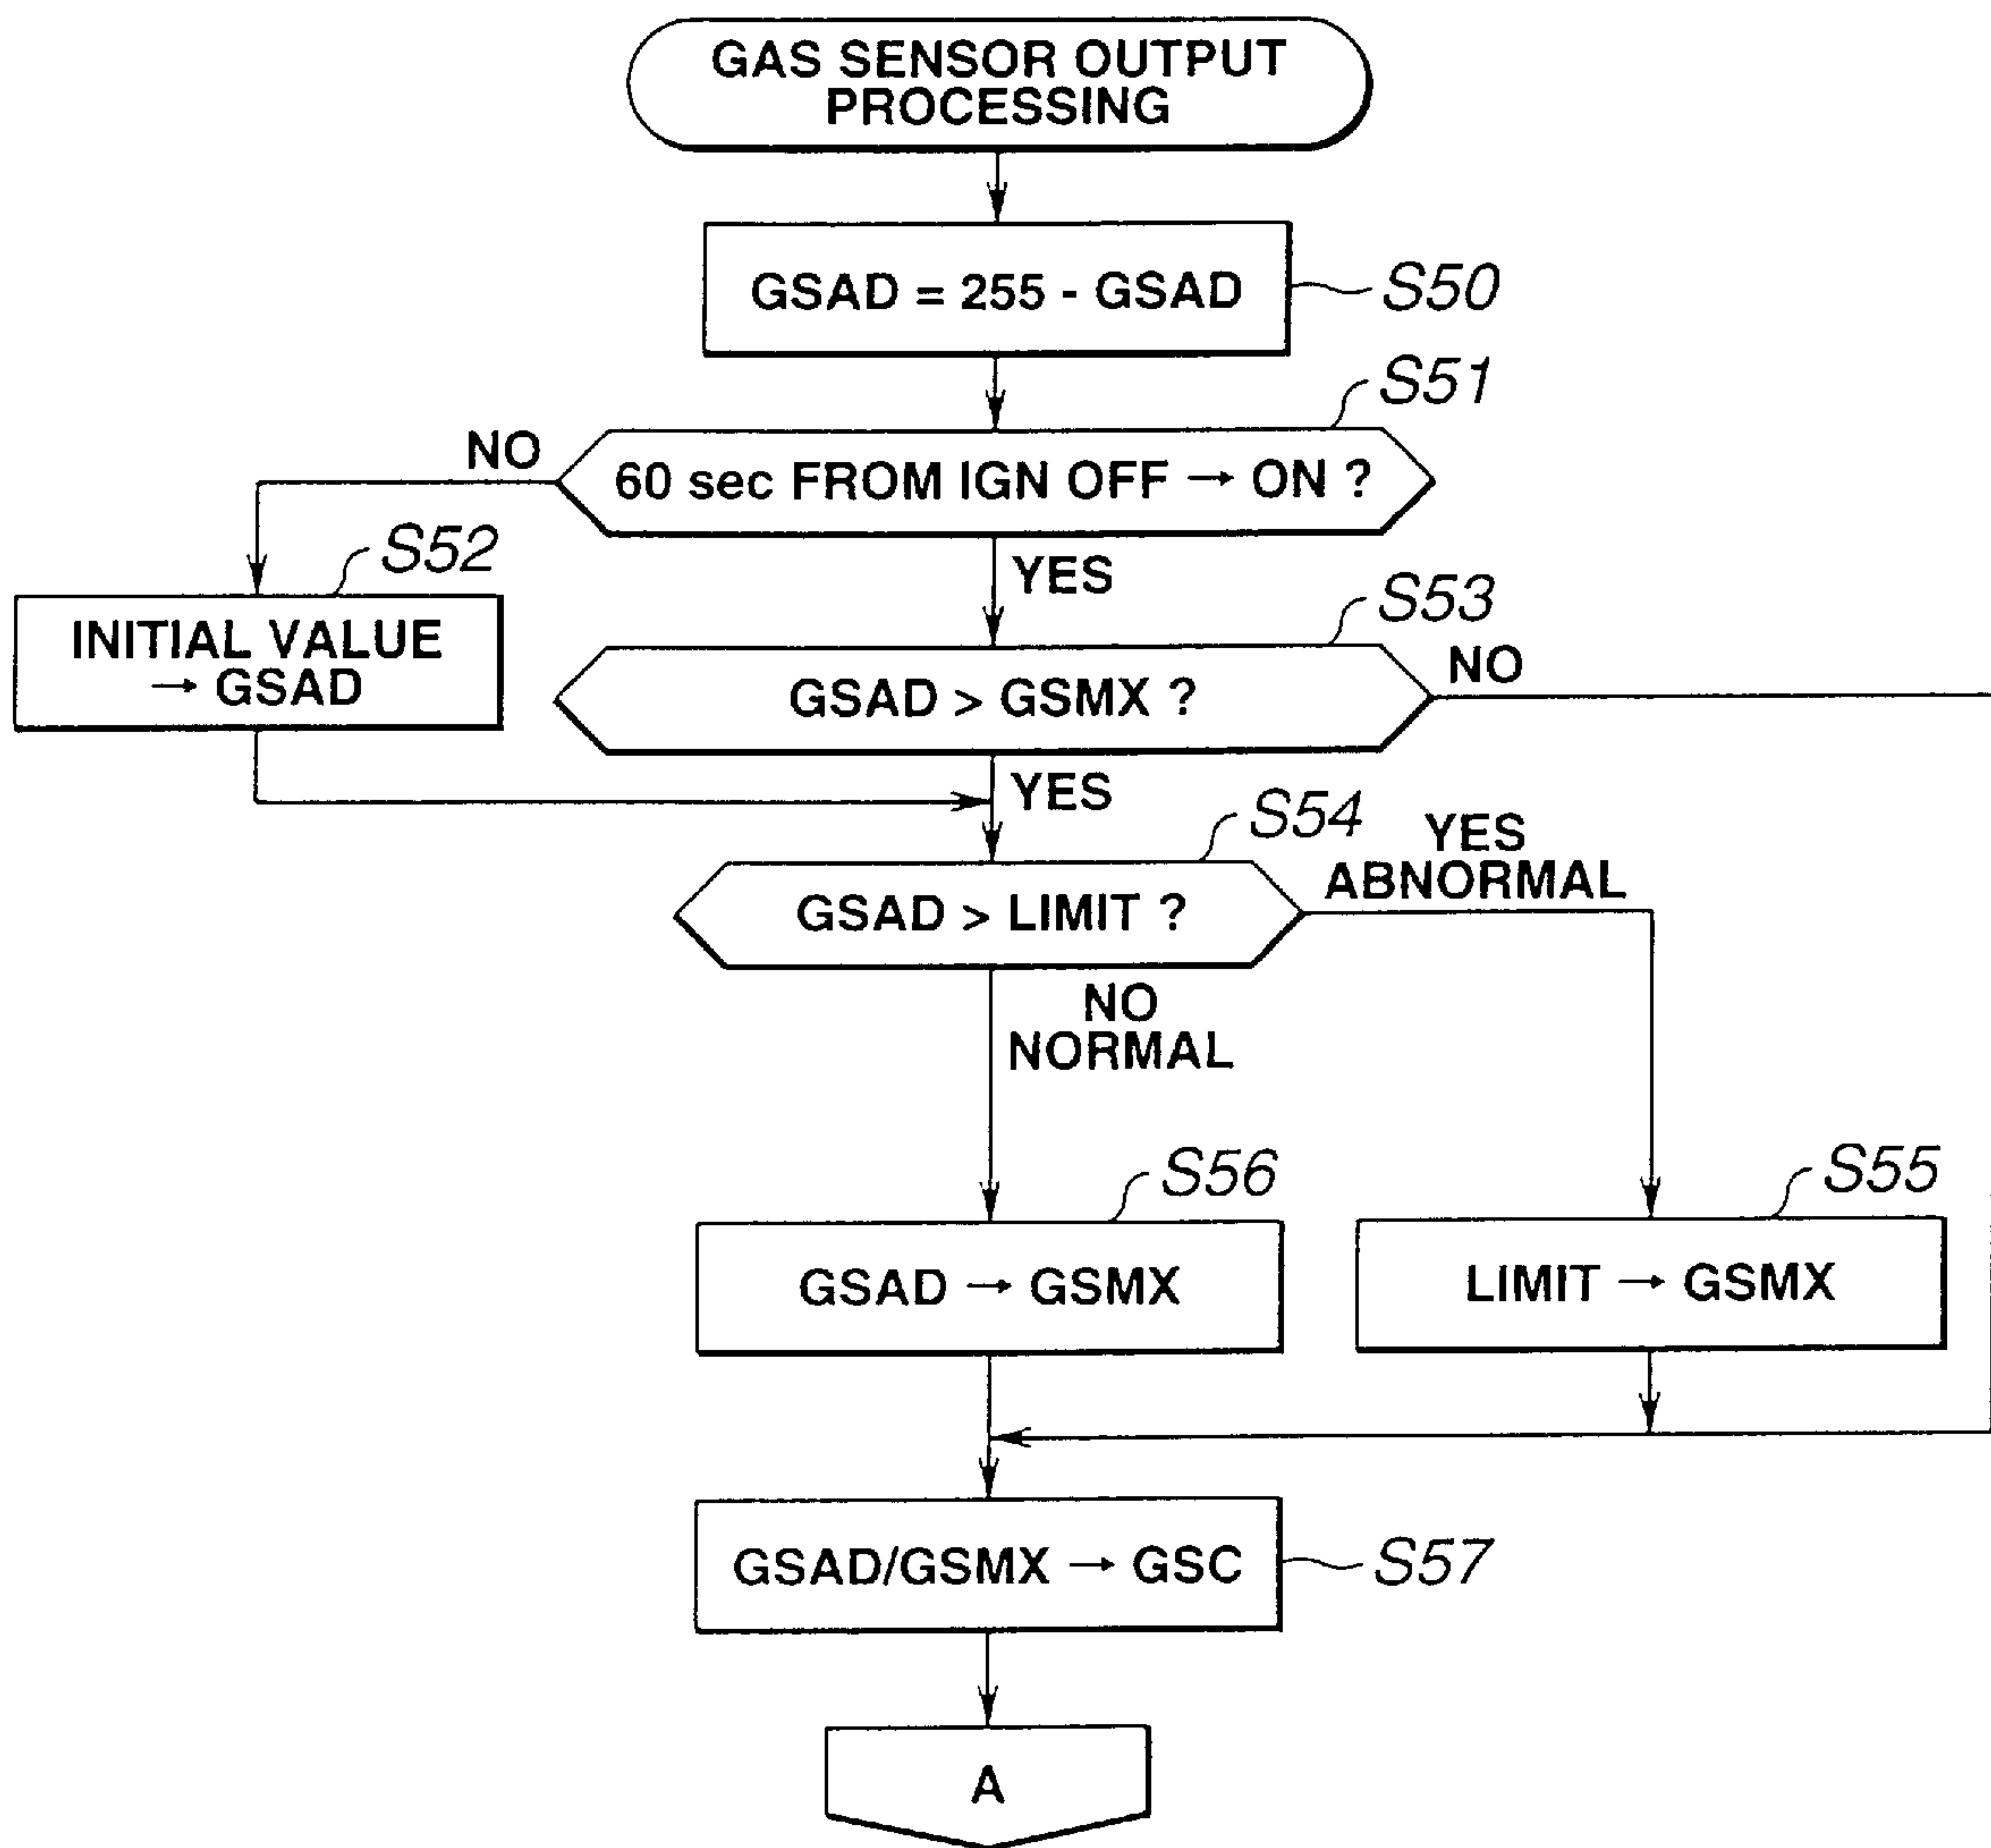 GAS SENSOR OUTPUT
PROCESSING
GSAD = 255 - GSAD
S50
S51
NO
60 sec FROM IGN OFF → ON ?
S52
YES
S53
INITIAL VALUE
→ GSAD
NO
GSAD > GSMX ?
YES
S54
YES
ABNORMAL
GSAD > LIMIT ?
NO
NORMAL
S56
S55
GSAD → GSMX
LIMIT → GSMX
GSAD/GSMX → GSC
S57
A